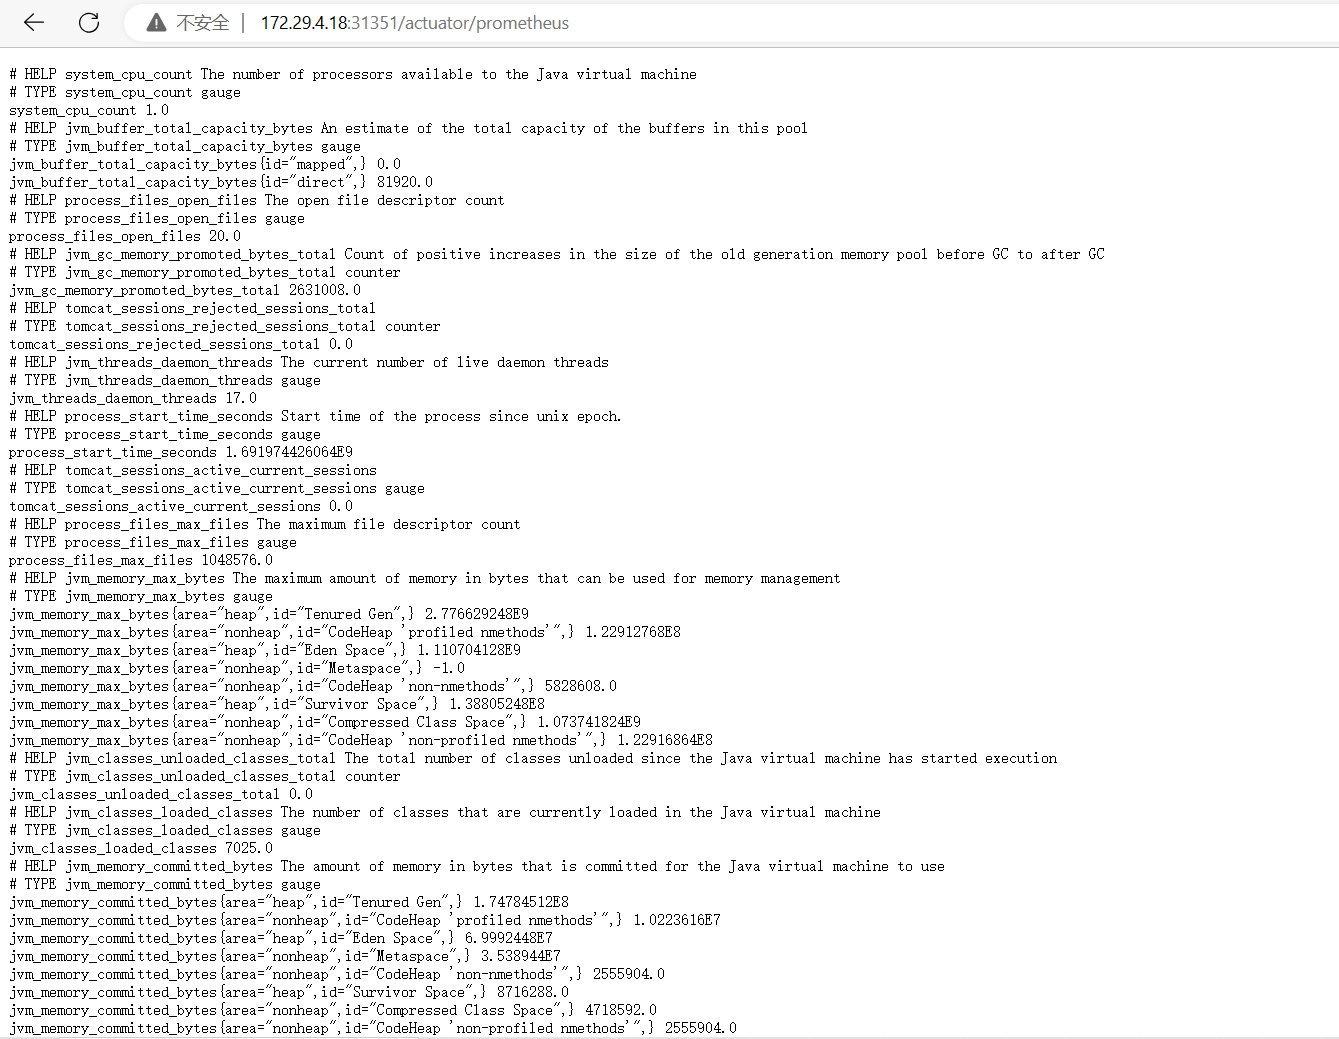 不安全 | 172.29.4.18:31351/actuator/prometheus
# HELP system_cpu_count The number of processors available to the Java virtual machine
# TYPE system_cpu_count gauge
system_cpu_count 1.0
# HELP jvm_buffer_total_capacity_bytes An estimate of the total capacity of the buffers in this pool
# TYPE jvm_buffer_total_capacity_bytes gauge
jvm_buffer_total_capacity_bytes{id="mapped",} 0.0
jvm_buffer_total_capacity_bytes{id="direct",} 81920.0
# HELP process_files_open_files The open file descriptor count
# TYPE process_files_open_files gauge
process_files_open_files 20.0
# HELP jvm_gc_memory_promoted_bytes_total Count of positive increases in the size of the old generation memory pool before GC to after GC
# TYPE jvm_gc_memory_promoted_bytes_total counter
jvm_gc_memory_promoted_bytes_total 2631008.0
# HELP tomcat_sessions_rejected_sessions_total
# TYPE tomcat_sessions_rejected_sessions_total counter
tomcat_sessions_rejected_sessions_total 0.0
# HELP jvm_threads_daemon_threads The current number of live daemon threads
# TYPE jvm_threads_daemon_threads gauge
jvm_threads_daemon_threads 17.0
# HELP process_start_time_seconds Start time of the process since unix epoch.
# TYPE process_start_time_seconds gauge
process_start_time_seconds 1.691974426064E9
# HELP tomcat_sessions_active_current_sessions
# TYPE tomcat_sessions_active_current_sessions gauge
tomcat_sessions_active_current_sessions 0.0
# HELP process_files_max_files The maximum file descriptor count
# TYPE process_files_max_files gauge
process_files_max_files 1048576.0
# HELP jvm_memory_max_bytes The maximum amount of memory in bytes that can be used for memory management
# TYPE jvm_memory_max_bytes gauge
jvm_memory_max_bytes{area="heap",id="Tenured Gen",} 2.776629248E9
jvm_memory_max_bytes{area="nonheap",id="CodeHeap 'profiled nmethods'",} 1.22912768E8
jvm_memory_max_bytes{area="heap",id="Eden Space",} 1.110704128E9
jvm_memory_max_bytes{area="nonheap",id="Metaspace",} -1.0
jvm_memory_max_bytes{area="nonheap",id="CodeHeap 'non-nmethods'",} 5828608.0
jvm_memory_max_bytes{area="heap",id="Survivor Space",} 1.38805248E8
jvm_memory_max_bytes{area="nonheap",id="Compressed Class Space",} 1.073741824E9
jvm_memory_max_bytes{area="nonheap",id="CodeHeap 'non-profiled nmethods'",} 1.22916864E8
# HELP jvm_classes_unloaded_classes_total The total number of classes unloaded since the Java virtual machine has started execution
# TYPE jvm_classes_unloaded_classes_total counter
jvm_classes_unloaded_classes_total 0.0
# HELP jvm_classes_loaded_classes The number of classes that are currently loaded in the Java virtual machine
# TYPE jvm_classes_loaded_classes gauge
jvm_classes_loaded_classes 7025.0
# HELP jvm_memory_committed_bytes The amount of memory in bytes that is committed for the Java virtual machine to use
# TYPE jvm_memory_committed_bytes gauge
jvm_memory_committed_bytes{area="heap",id="Tenured Gen",} 1.74784512E8
jvm_memory_committed_bytes{area="nonheap",id="CodeHeap 'profiled nmethods'",} 1.0223616E7
jvm_memory_committed_bytes{area="heap",id="Eden Space",} 6.9992448E7
jvm_memory_committed_bytes{area="nonheap",id="Metaspace",} 3.538944E7
jvm_memory_committed_bytes{area="nonheap",id="CodeHeap 'non-nmethods'",} 2555904.0
jvm_memory_committed_bytes{area="heap",id="Survivor Space",} 8716288.0
jvm_memory_committed_bytes{area="nonheap",id="Compressed Class Space",} 4718592.0
jvm_memory_committed_bytes{area="nonheap",id="CodeHeap 'non-profiled nmethods'",} 2555904.0